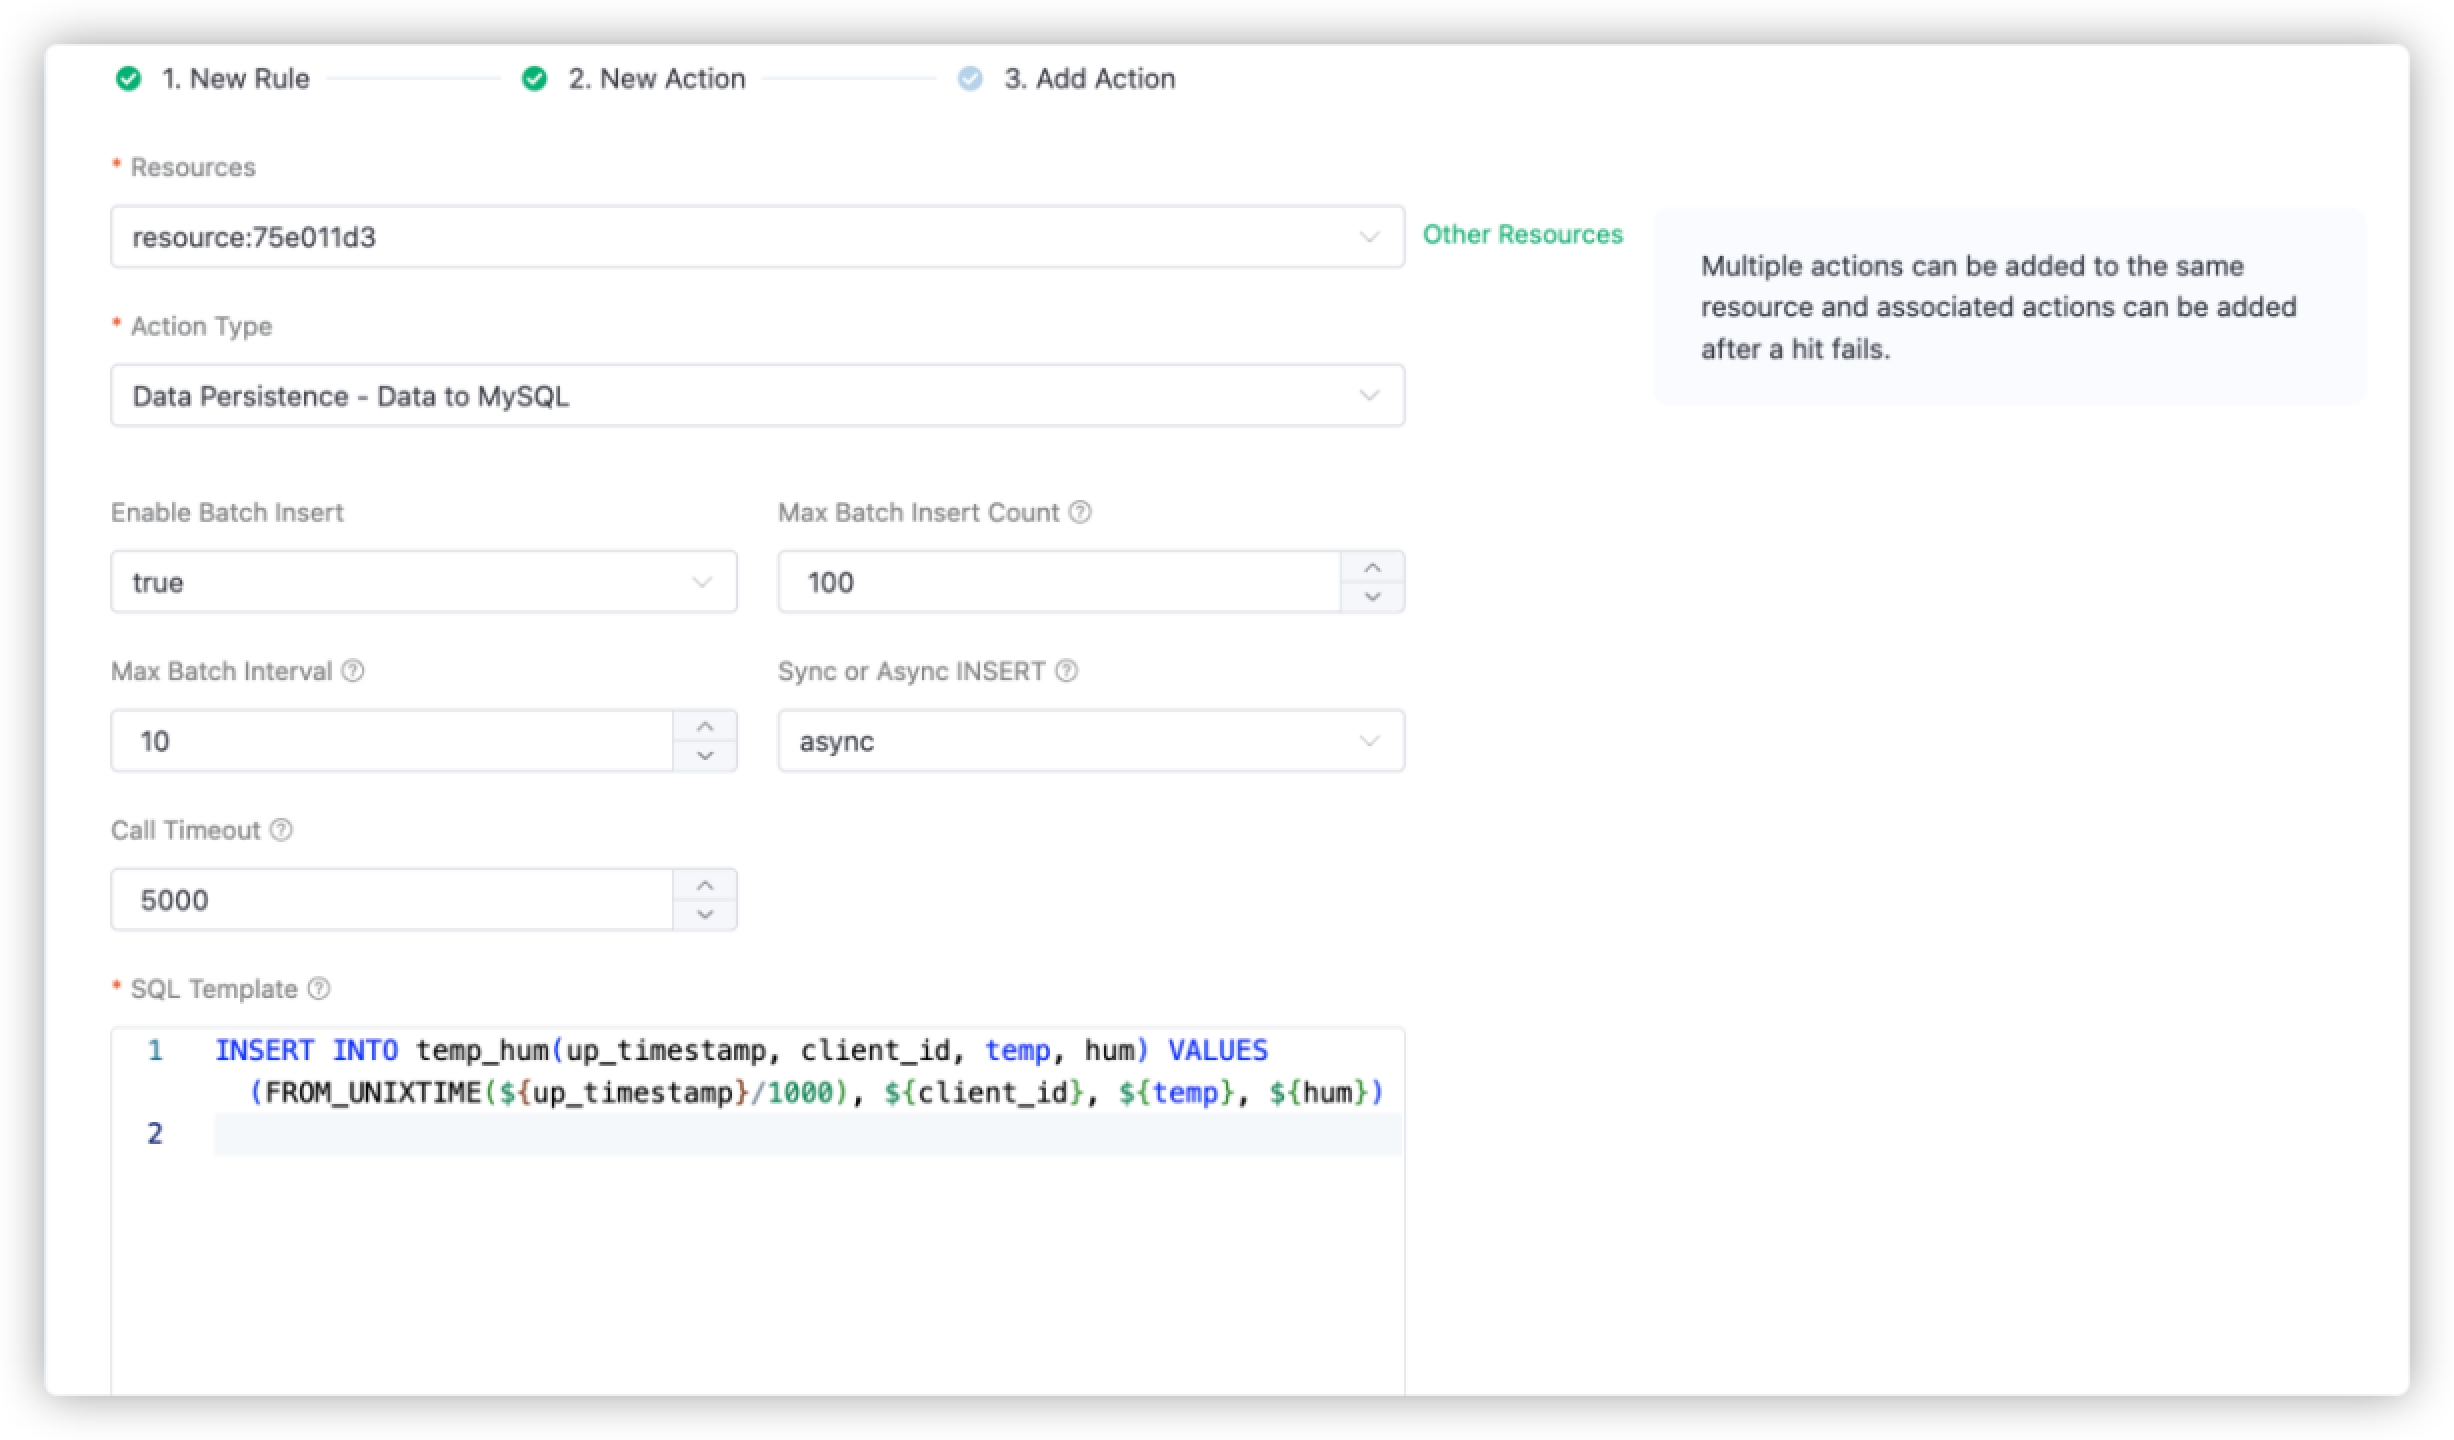 1. New Rule
2. New Action
3. Add Action
* Resources
resource:75e011d3
Other Resources
Multiple actions can be added to the same
resource and associated actions can be added
after a hit fails.
* Action Type
Data Persistence - Data to MySQL
Enable Batch Insert
Max Batch Insert Count ?
true
100
Max Batch Interval ?
Sync or Async INSERT ?
10
async
Call Timeout ?
5000
* SQL Template ?
1 INSERT INTO temp_hum(up_timestamp, client_id, temp, hum) VALUES
(FROM_UNIXTIME(${up_timestamp}/1000), ${client_id}, ${temp}, ${hum})
2